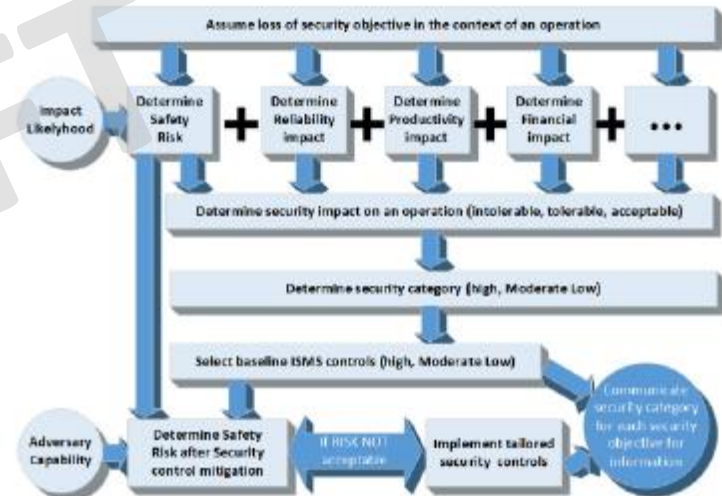 Assume loss of security objective in the context of an operation
Impact
Likelyhood
Determine
Safety
Risk
+
Determine
Reliability
impact
+
Determine
Productivity
impact
+
Determine
Financial
impact
+
...
Determine security impact on an operation (intolerable, tolerable, acceptable)
Determine security category (high, Moderate Low)
Select baseline ISMS controls (high, Moderate Low)
Communicate
security category
for each security
objective for
information
Adversary
Capability
Determine Safety
Risk after Security
control mitigation
If RISK NOT
acceptable
Implement tailored
security controls